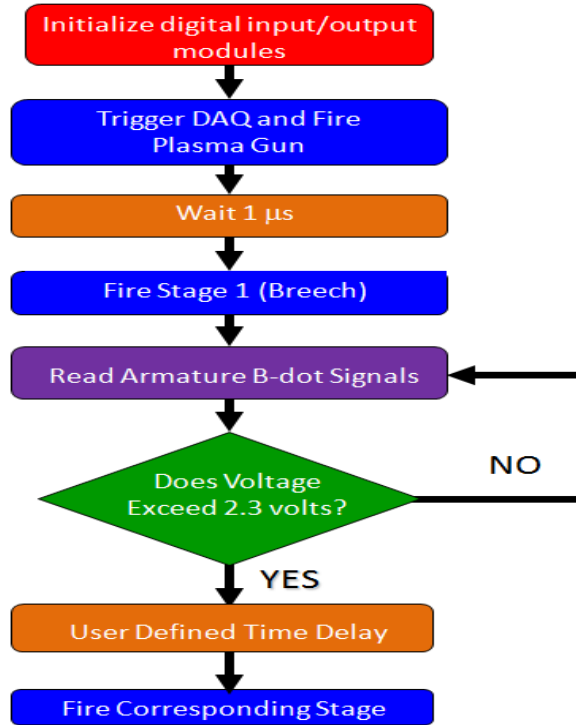 Initialize digital input/output
modules
Trigger DAQ and Fire
Plasma Gun
Wait 1 µs
Fire Stage 1 (Breech)
Read Armature B-dot Signals
Does Voltage
Exceed 2.3 volts?
NO
YES
User Defined Time Delay
Fire Corresponding Stage